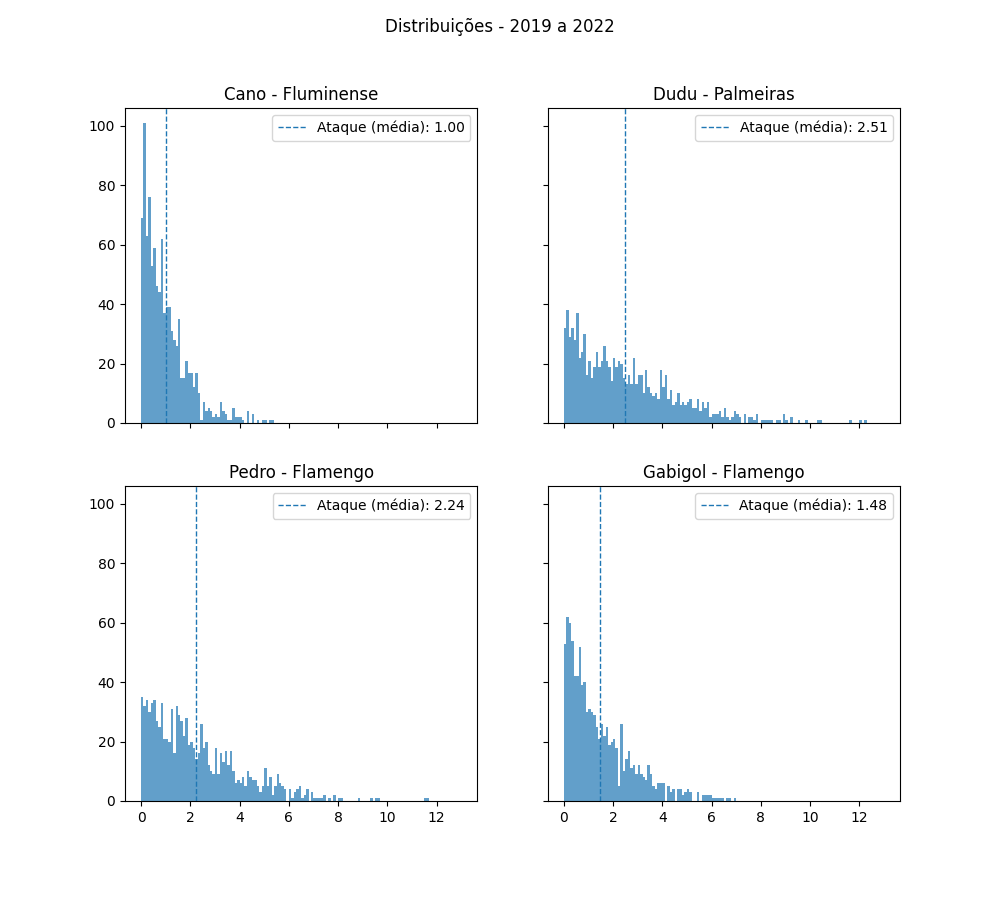 Distribuições - 2019 a 2022
Cano - Fluminense
Ataque (média): 1.00
100
80
60
40
20
0
Dudu - Palmeiras
Ataque (média): 2.51
Pedro - Flamengo
Ataque (média): 2.24
100
80
60
40
20
0
0 2 4 6 8 10 12
Gabigol - Flamengo
Ataque (média): 1.48
0 2 4 6 8 10 12